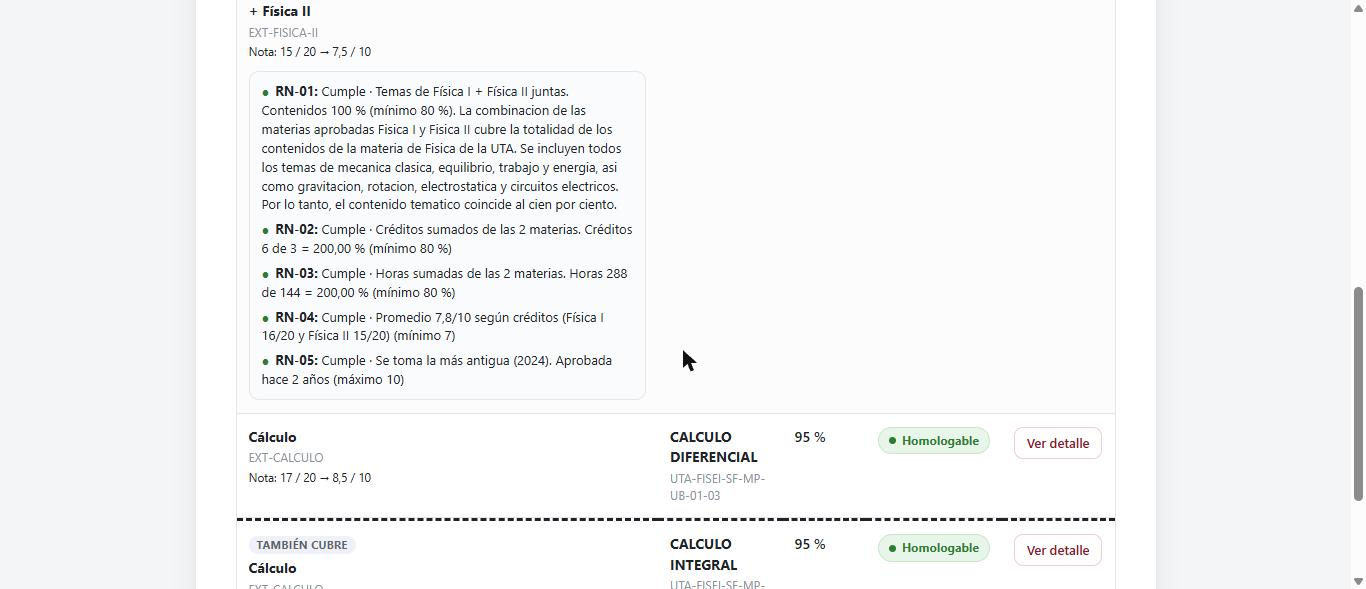 + Física II
EXT-FISICA-II
Nota: 15 / 20 → 7,5 / 10
● RN-01: Cumple · Temas de Física I + Física II juntas.
Contenidos 100 % (mínimo 80 %). La combinacion de las
materias aprobadas Fisica I y Fisica II cubre la totalidad de los
contenidos de la materia de Fisica de la UTA. Se incluyen todos
los temas de mecanica clasica, equilibrio, trabajo y energia, asi
como gravitacion, rotacion, electrostatica y circuitos electricos.
Por lo tanto, el contenido tematico coincide al cien por ciento.
● RN-02: Cumple · Créditos sumados de las 2 materias. Créditos
6 de 3 = 200,00 % (mínimo 80 %)
● RN-03: Cumple · Horas sumadas de las 2 materias. Horas 288
de 144 = 200,00 % (mínimo 80 %)
● RN-04: Cumple · Promedio 7,8/10 según créditos (Física I
16/20 y Física II 15/20) (mínimo 7)
● RN-05: Cumple · Se toma la más antigua (2024). Aprobada
hace 2 años (máximo 10)
Cálculo
EXT-CALCULO
Nota: 17 / 20 → 8,5 / 10
CALCULO
DIFERENCIAL
UTA-FISEI-SF-MP-
UB-01-03
95 %
● Homologable
Ver detalle
TAMBIÉN CUBRE
Cálculo
EXT-CALCULO
CALCULO
INTEGRAL
UTA-FISEI-SF-MP-
95 %
● Homologable
Ver detalle